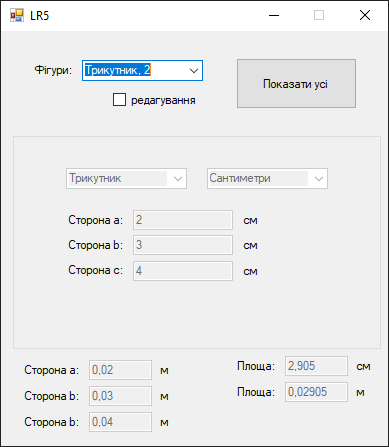 LR5
Фігури: Трикутник, 2
Показати усі
редагування
Трикутник Сантиметри
Сторона a: 2 см
Сторона b: 3 см
Сторона c: 4 см
Сторона a: 0,02 м
Сторона b: 0,03 м
Сторона b: 0,04 м
Площа: 2,905 см
Площа: 0,02905 м